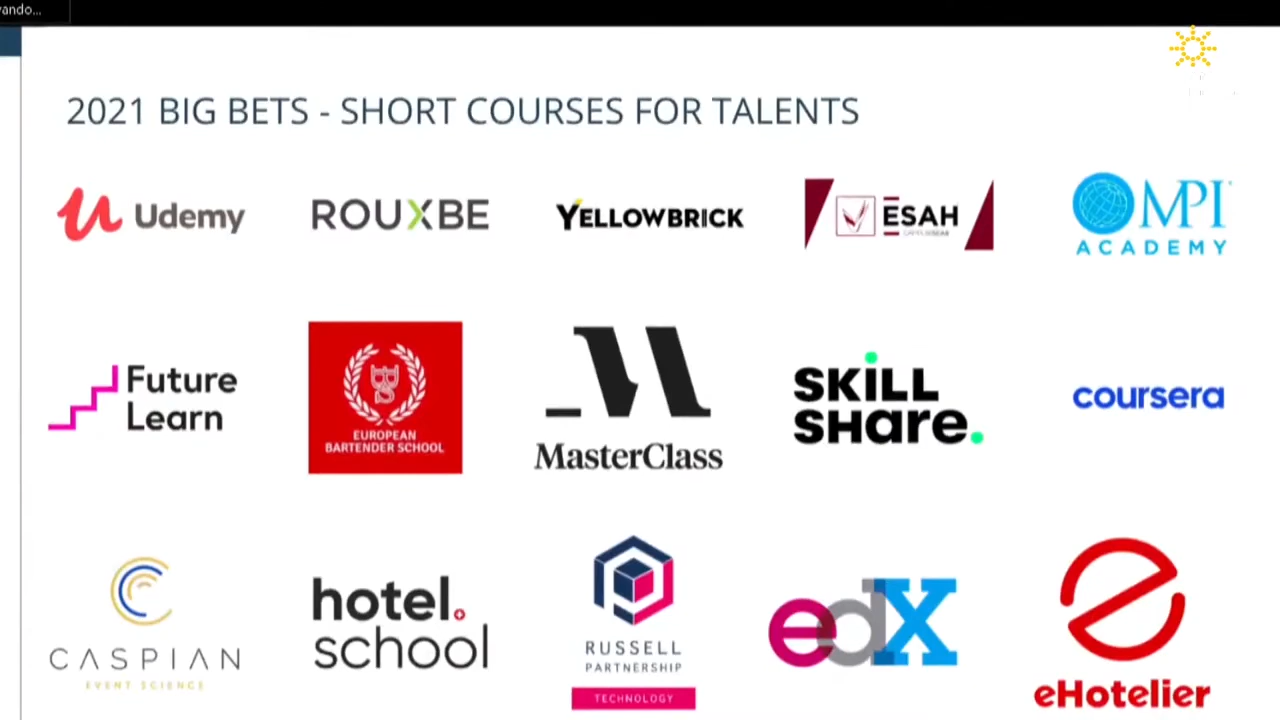 vando...
2021 BIG BETS - SHORT COURSES FOR TALENTS
Udemy
ROUXBE
YELLOWBRICK
ESAH
MPI
ACADEMY
Future
Learn
EUROPEAN
BARTENDER SCHOOL
MasterClass
SKILL
SHare.
coursera
CASPIAN
EVENT SCIENCE
hotel.
school
RUSSELL
PARTNERSHIP
TECHNOLOGY
edX
eHotelier